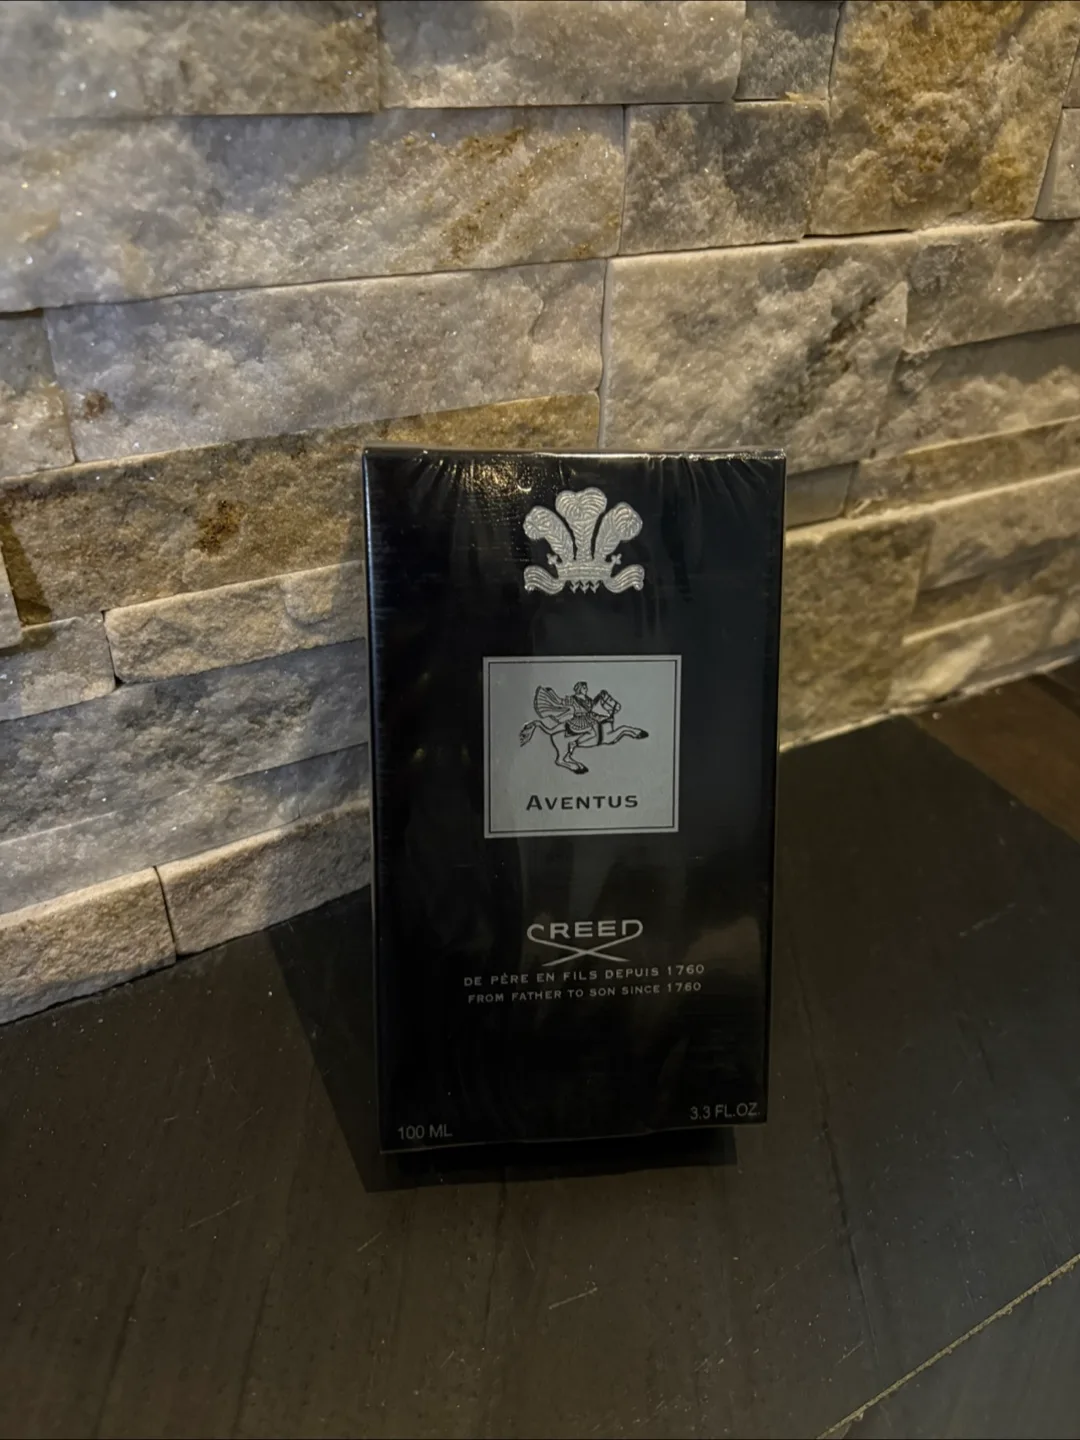 AVENTUS
CREED
DE PÈRE EN FILS DEPUIS 1760
FROM FATHER TO SON SINCE 1760
100 ML
3.3 FL.OZ.